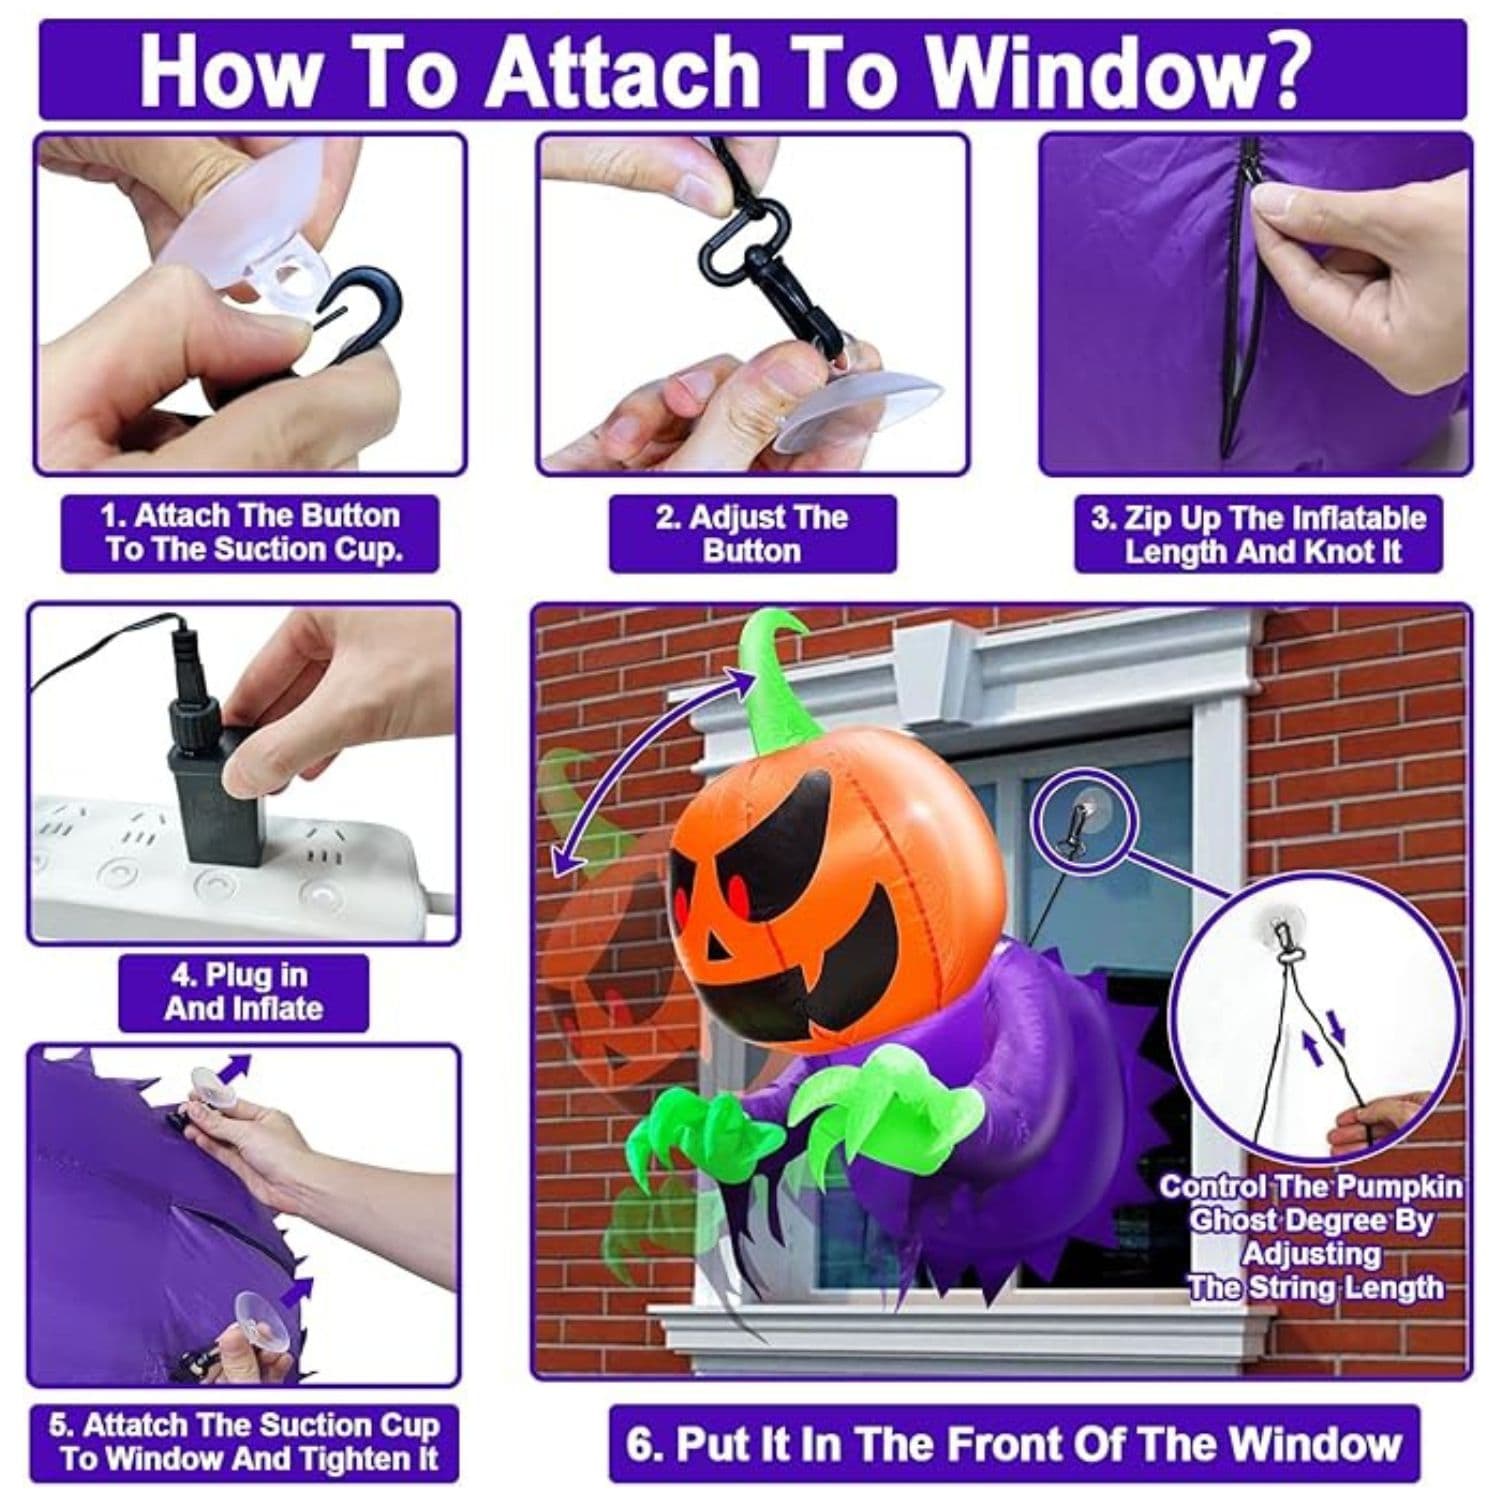 How To Attach To Window?
1. Attach The Button
To The Suction Cup.
2. Adjust The
Button
3. Zip Up The Inflatable
Length And Knot It
4. Plug in
And Inflate
Control The Pumpkin
Ghost Degree By
Adjusting
The String Length
5. Attatch The Suction Cup
To Window And Tighten It
6. Put It In The Front Of The Window